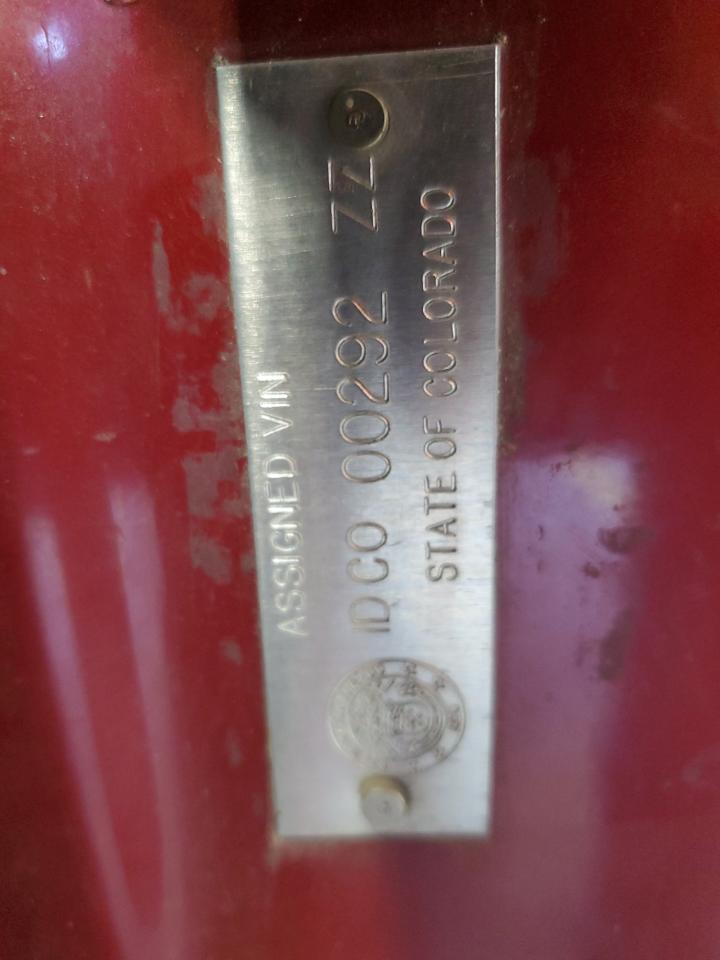 ASSIGNED VIN
IDCO 00292 ZZ
STATE OF COLORADO